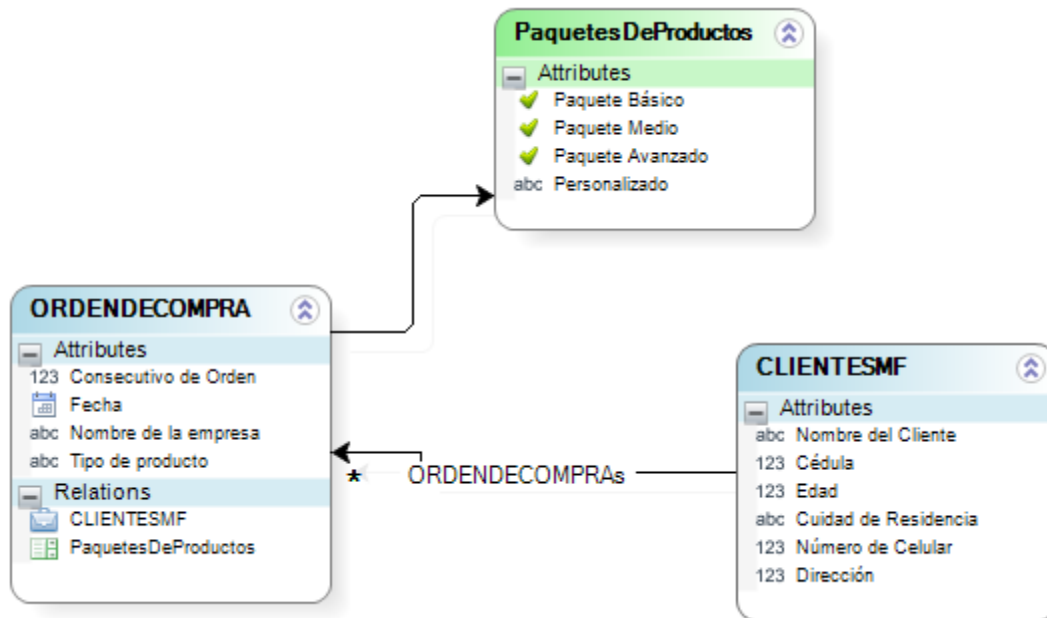 PaquetesDeProductos
Attributes
Paquete Básico
Paquete Medio
Paquete Avanzado
abc Personalizado
ORDENDECOMPRA
Attributes
123 Consecutivo de Orden
Fecha
abc Nombre de la empresa
abc Tipo de producto
Relations
CLIENTESMF
PaquetesDeProductos
* ORDENDECOMPRAs
CLIENTESMF
Attributes
abc Nombre del Cliente
123 Cédula
123 Edad
abc Cuidad de Residencia
123 Número de Celular
123 Dirección